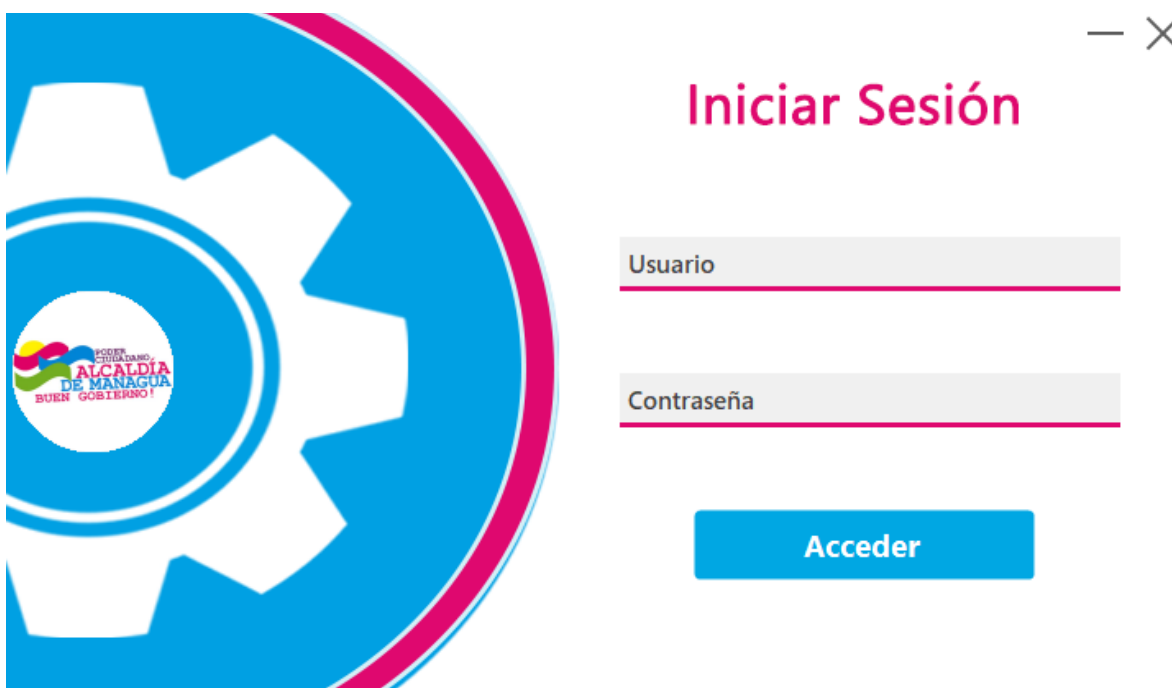 Iniciar Sesión
Usuario
Contraseña
Acceder
PODER
CIUDADANO,
ALCALDÍA
DE MANAGUA
BUEN GOBIERNO!